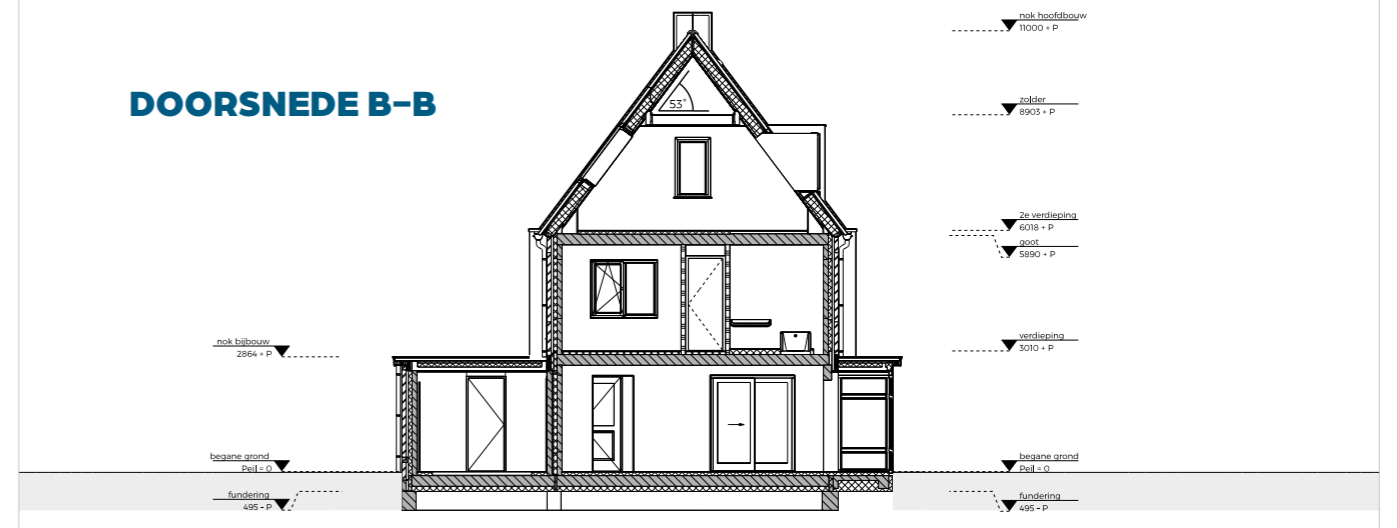 nok hoofdbouw
11000 + P
DOORSNEDE B-B
53°
zolder
8903 + P
2e verdieping
6018 + P
goot
5890 + P
nok bijbouw
2864 + P
verdieping
3010 + P
begane grond
Peil = 0
begane grond
Peil = 0
fundering
495 - P
fundering
495 - P